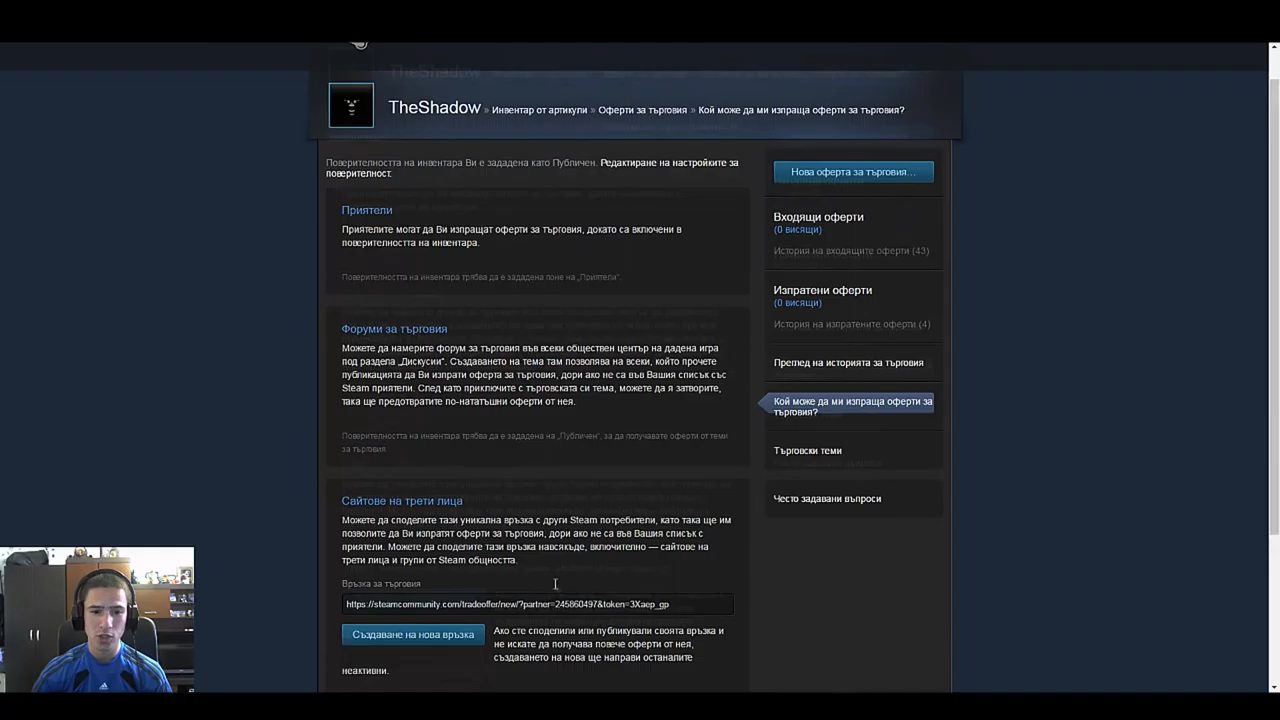 TheShadow » Инвентар от артикули » Оферти за търговия » Кой може да ми изпраща оферти за търговия?
Поверителността на инвентара Ви е зададена като Публичен. Редактиране на настройките за
поверителност.
Приятели
Приятелите могат да Ви изпращат оферти за търговия, докато са включени в
поверителността на инвентара.
Поверителността на инвентара трябва да е зададена поне на „Приятели“.
Форуми за търговия
Можете да намерите форум за търговия във всеки обществен център на дадена игра
под раздела „Дискусии“. Създаването на тема там позволява на всеки, който прочете
публикацията да Ви изпрати оферта за търговия, дори ако не са във Вашия списък със
Steam приятели. След като приключите с търговската си тема, можете да я затворите,
така ще предотвратите по-нататъшни оферти от нея.
Поверителността на инвентара трябва да е зададена на „Публичен“, за да получавате оферти от теми
за търговия.
Сайтове на трети лица
Можете да споделите тази уникална връзка с други Steam потребители, като така ще им
позволите да Ви изпратят оферти за търговия, дори ако не са във Вашия списък с
приятели. Можете да споделите тази връзка навсякъде, включително — сайтове на
трети лица и групи от Steam общността.
Връзка за търговия
https://steamcommunity.com/tradeoffer/new/?partner=245860497&token=3Xaep_gp
Създаване на нова връзка
Ако сте споделили или публикували своята връзка и
не искате да получава повече оферти от нея,
създаването на нова ще направи останалите
неактивни.
Нова оферта за търговия...
Входящи оферти
(0 висящи)
История на входящите оферти (43)
Изпратени оферти
(0 висящи)
История на изпратените оферти (4)
Преглед на историята за търговия
Кой може да ми изпраща оферти за
търговия?
Търговски теми
Често задавани въпроси